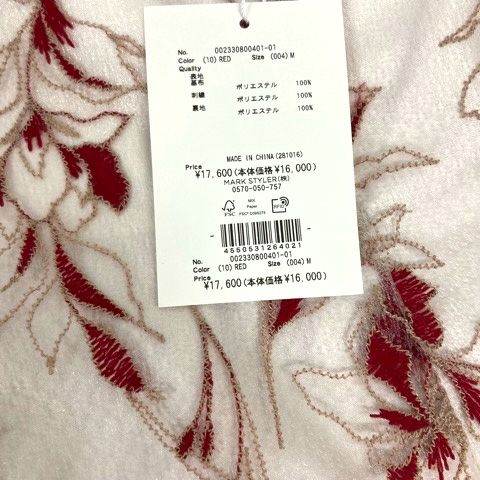 No. 002330800401-01
Color (10) RED Size (004) M
Quality
表地
基布 ポリエステル 100%
刺繍 ポリエステル 100%
裏地 ポリエステル 100%
MADE IN CHINA (281016)
Price ¥17,600(本体価格¥16,000)
MARK STYLER(株)
0570-050-757
FSC MIX
Paper
FSC® C095275 RFID
4550531264021
No. 002330800401-01
Color (10) RED Size (004) M
Price ¥17,600(本体価格¥16,000)